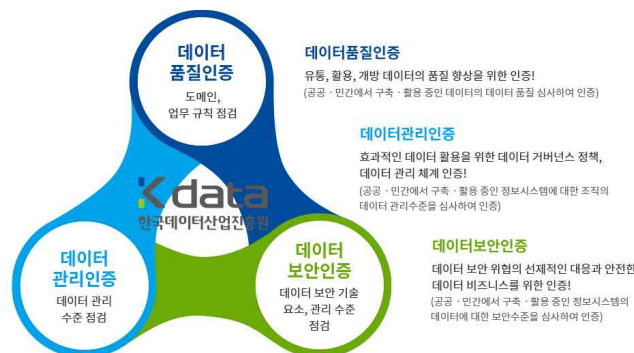 데이터
품질인증
도메인,
업무 규칙 점검
데이터품질인증
유통, 활용, 개방 데이터의 품질 향상을 위한 인증!
(공공 · 민간에서 구축 · 활용 중인 데이터의 데이터 품질 심사하여 인증)
데이터관리인증
효과적인 데이터 활용을 위한 데이터 거버넌스 정책,
데이터 관리 체계 인증!
(공공 · 민간에서 구축 · 활용 중인 정보시스템에 대한 조직의
데이터 관리수준을 심사하여 인증)
Kdata
한국데이터산업진흥원
데이터
관리인증
데이터 관리
수준 점검
데이터
보안인증
데이터 보안 기술
요소, 관리 수준
점검
데이터보안인증
데이터 보안 위협의 선제적인 대응과 안전한
데이터 비즈니스를 위한 인증!
(공공 · 민간에서 구축 · 활용 중인 정보시스템의
데이터에 대한 보안수준을 심사하여 인증)